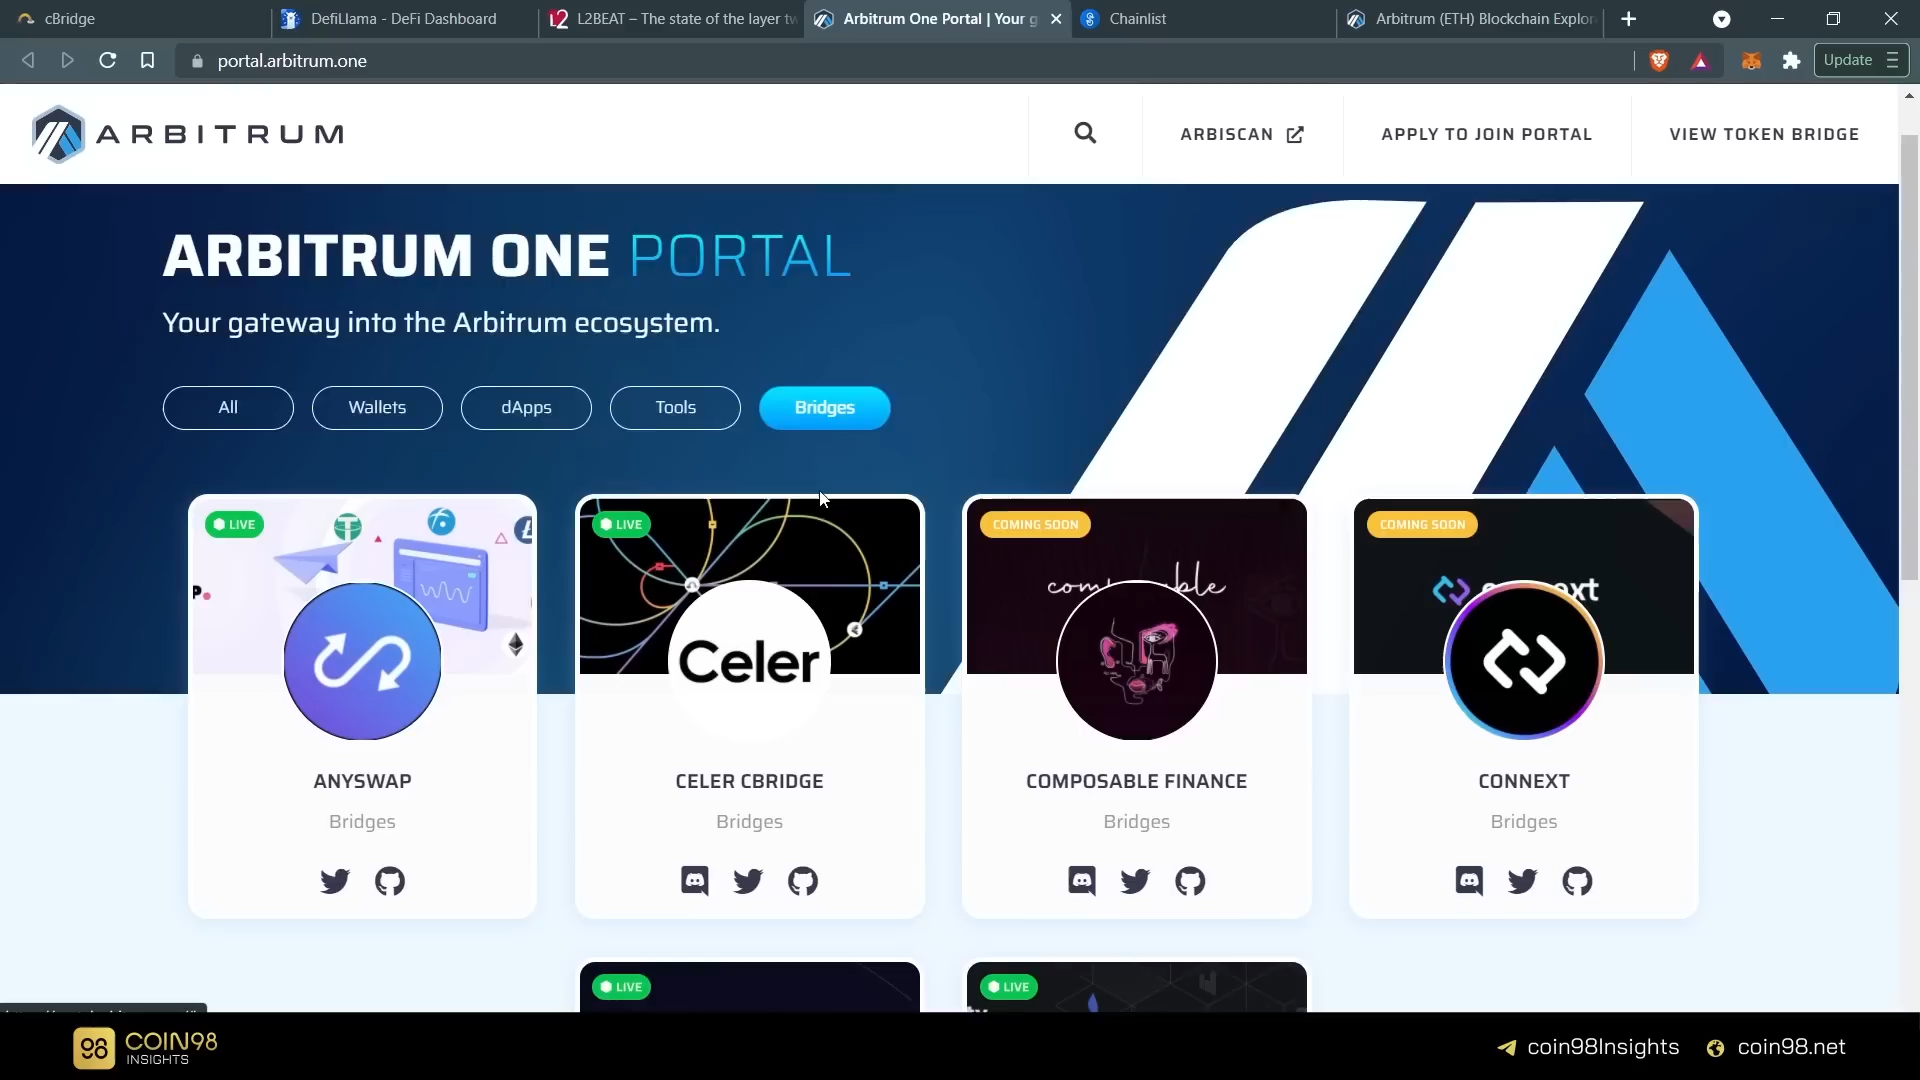 cBridge
DefiLlama - DeFi Dashboard
L2BEAT – The state of the layer tw
Arbitrum One Portal | Your g
Chainlist
Arbitrum (ETH) Blockchain Explor
portal.arbitrum.one
Update
ARBITRUM
ARBISCAN
APPLY TO JOIN PORTAL
VIEW TOKEN BRIDGE
ARBITRUM ONE PORTAL
Your gateway into the Arbitrum ecosystem.
All
Wallets
dApps
Tools
Bridges
LIVE
LIVE
COMING SOON
COMING SOON
Celer
ANYSWAP
CELER CBRIDGE
COMPOSABLE FINANCE
CONNEXT
Bridges
Bridges
Bridges
Bridges
LIVE
LIVE
98
COIN98
INSIGHTS
coin98Insights
coin98.net